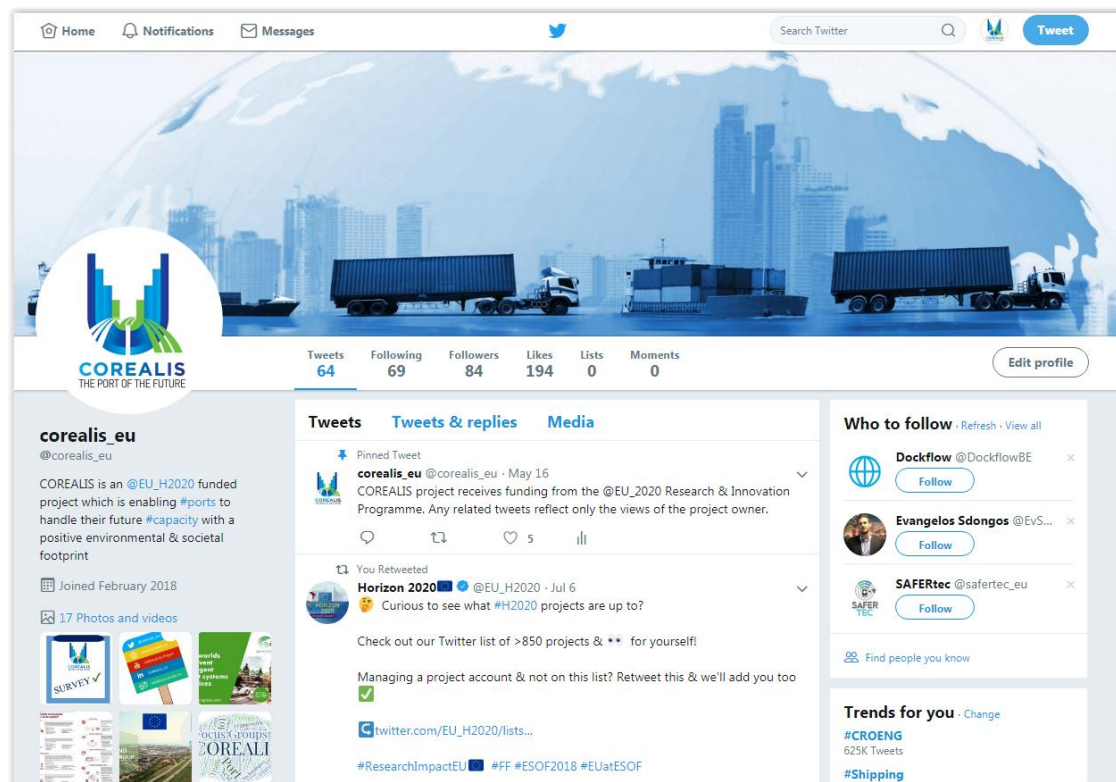 Home
Notifications
Messages
Search Twitter
Tweet
COREALIS
THE PORT OF THE FUTURE
Tweets
64
Following
69
Followers
84
Likes
194
Lists
0
Moments
0
Edit profile
corealis_eu
@corealis_eu
COREALIS is an @EU_H2020 funded
project which is enabling #ports to
handle their future #capacity with a
positive environmental & societal
footprint
Joined February 2018
17 Photos and videos
COREALIS
SURVEY
Tweets
Tweets & replies
Media
Pinned Tweet
corealis_eu @corealis_eu · May 16
COREALIS project receives funding from the @EU_2020 Research & Innovation
Programme. Any related tweets reflect only the views of the project owner.
5
You Retweeted
Horizon 2020 @EU_H2020 · Jul 6
Curious to see what #H2020 projects are up to?
Check out our Twitter list of >850 projects & 👀 for yourself!
Managing a project account & not on this list? Retweet this & we'll add you too
twitter.com/EU_H2020/lists...
#ResearchImpactEU #FF #ESOF2018 #EUatESOF
Who to follow · Refresh · View all
Dockflow @DockflowBE
Follow
Evangelos Sdongos @EvS...
Follow
SAFER
TEC
SAFERtec @safertec_eu
Follow
Find people you know
Trends for you · Change
#CROENG
625K Tweets
#Shipping